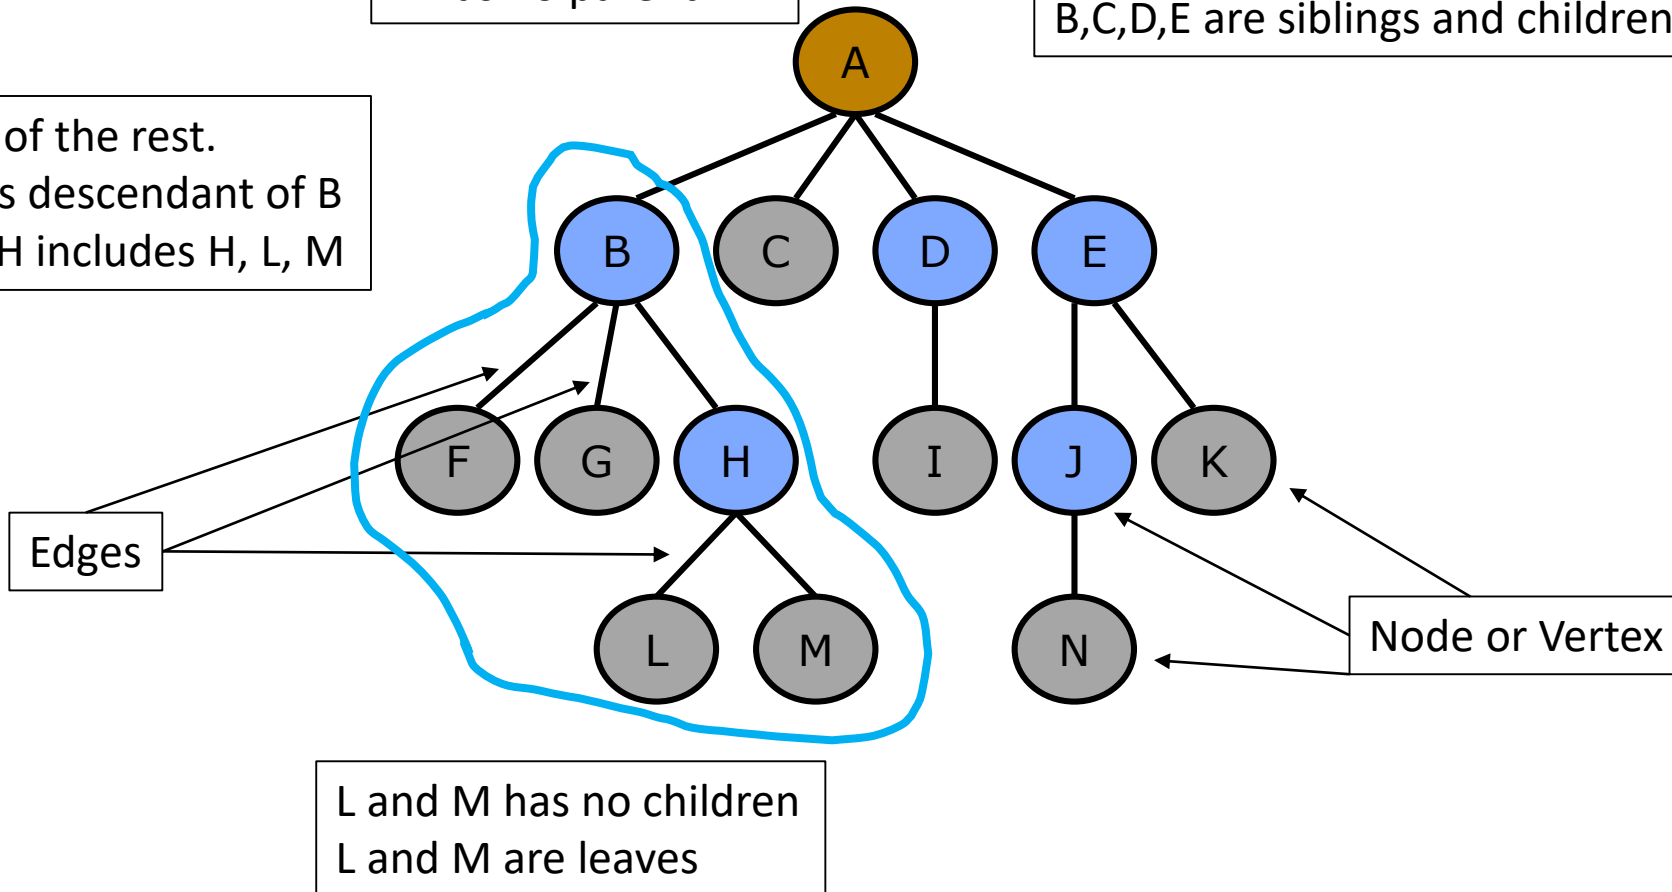 B,C,D,E are siblings and children
A
of the rest.
s descendant of B
H includes H, L, M
B
C
D
E
F
G
H
I
J
K
Edges
L
M
N
Node or Vertex
L and M has no children
L and M are leaves